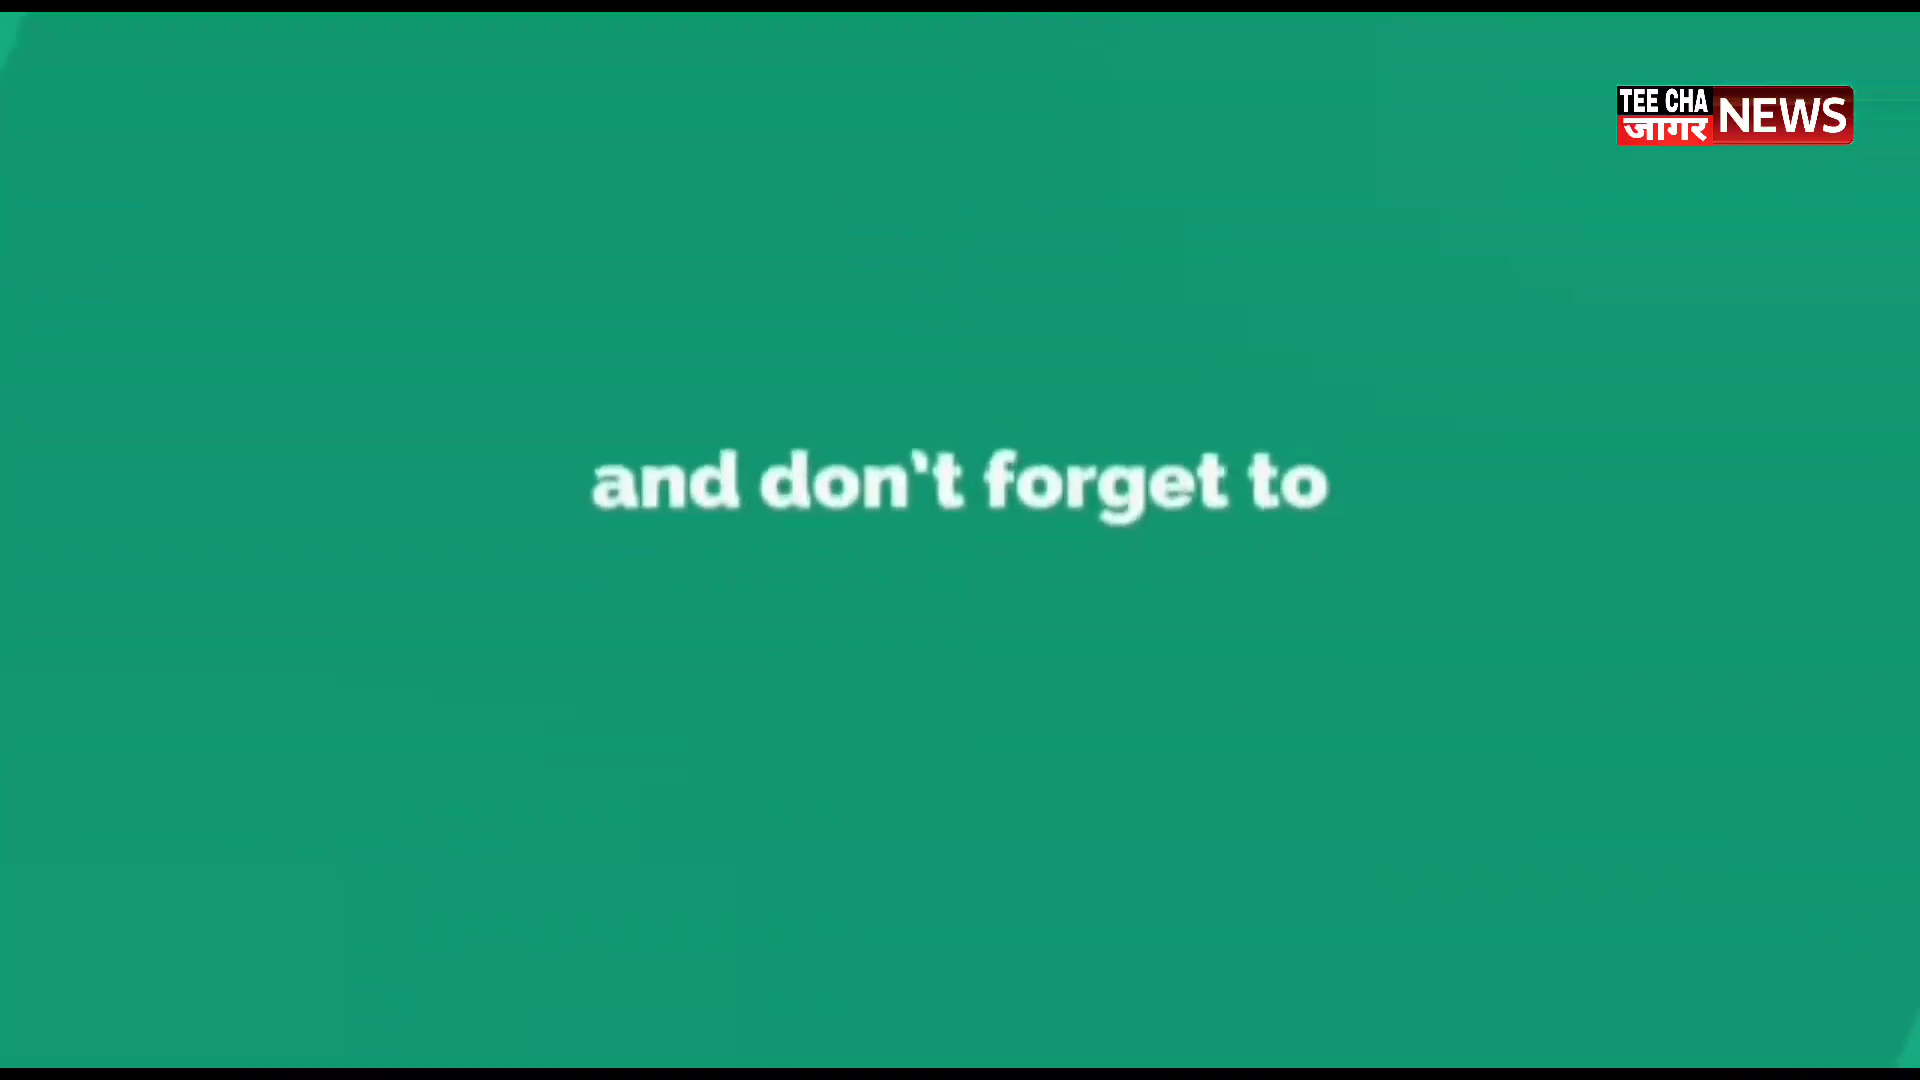 TEE CHA
जागर
NEWS
and don't forget to